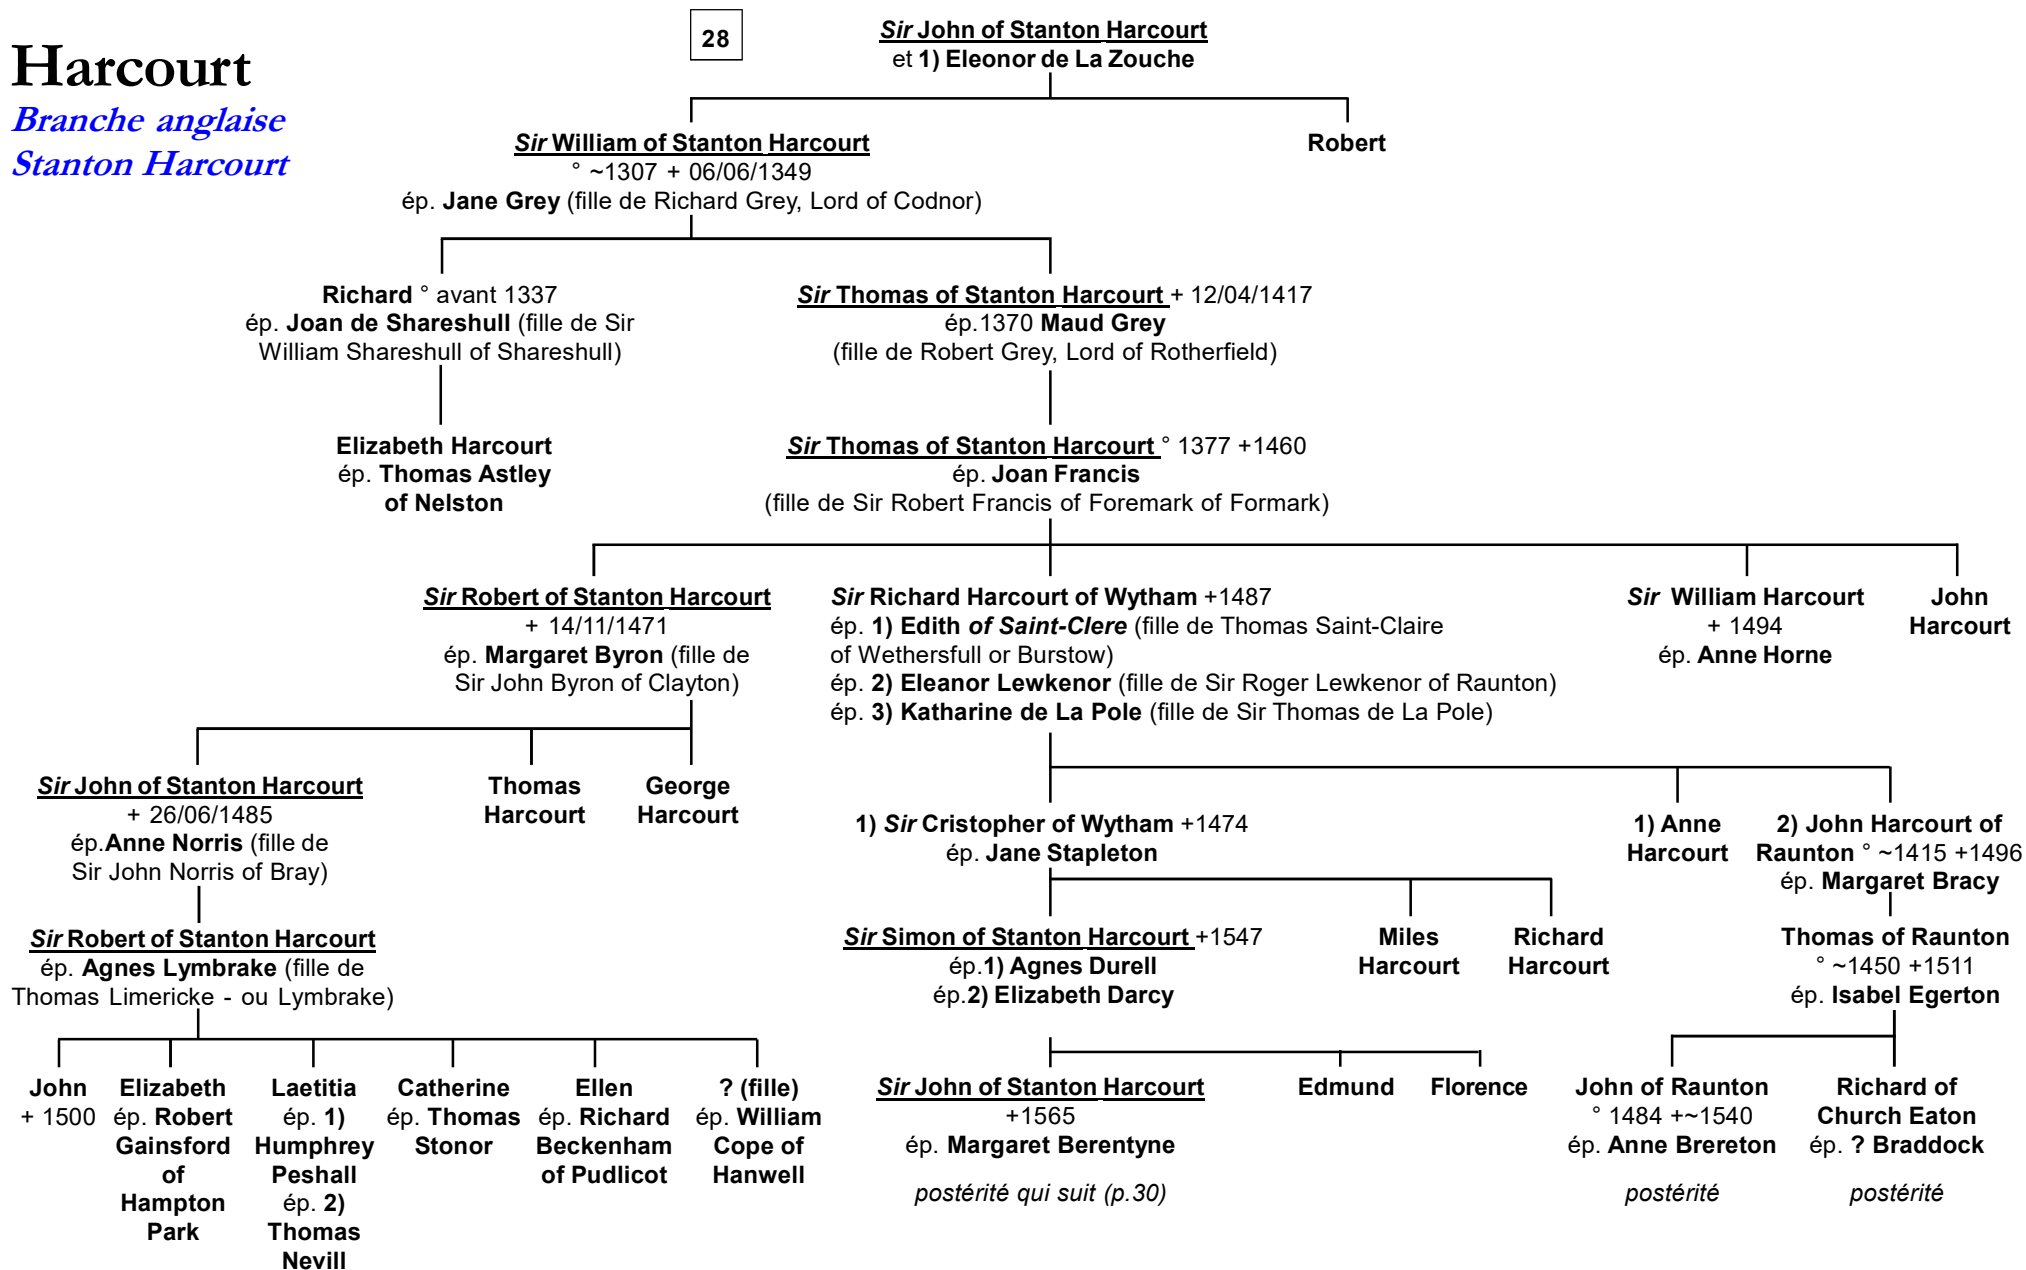 Harcourt
Branche anglaise
Stanton Harcourt
28
Sir John of Stanton Harcourt
et 1) Eleonor de La Zouche
Sir William of Stanton Harcourt
° ~1307 + 06/06/1349
ép. Jane Grey (fille de Richard Grey, Lord of Codnor)
Robert
Richard ° avant 1337
ép. Joan de Shareshull (fille de Sir
William Shareshull of Shareshull)
Sir Thomas of Stanton Harcourt + 12/04/1417
ép.1370 Maud Grey
(fille de Robert Grey, Lord of Rotherfield)
Elizabeth Harcourt
ép. Thomas Astley
of Nelston
Sir Thomas of Stanton Harcourt ° 1377 +1460
ép. Joan Francis
(fille de Sir Robert Francis of Foremark of Formark)
Sir Robert of Stanton Harcourt
+ 14/11/1471
ép. Margaret Byron (fille de
Sir John Byron of Clayton)
Sir Richard Harcourt of Wytham +1487
ép. 1) Edith of Saint-Clere (fille de Thomas Saint-Claire
of Wethersfull or Burstow)
ép. 2) Eleanor Lewkenor (fille de Sir Roger Lewkenor of Raunton)
ép. 3) Katharine de La Pole (fille de Sir Thomas de La Pole)
Sir William Harcourt
+ 1494
ép. Anne Horne
John
Harcourt
Sir John of Stanton Harcourt
+ 26/06/1485
ép.Anne Norris (fille de
Sir John Norris of Bray)
Thomas
Harcourt
George
Harcourt
1) Sir Cristopher of Wytham +1474
ép. Jane Stapleton
1) Anne
Harcourt
2) John Harcourt of
Raunton ° ~1415 +1496
ép. Margaret Bracy
Sir Robert of Stanton Harcourt
ép. Agnes Lymbrake (fille de
Thomas Limericke - ou Lymbrake)
Sir Simon of Stanton Harcourt +1547
ép.1) Agnes Durell
ép.2) Elizabeth Darcy
Miles
Harcourt
Richard
Harcourt
Thomas of Raunton
° ~1450 +1511
ép. Isabel Egerton
John
+ 1500
Elizabeth
ép. Robert
Gainsford
of
Hampton
Park
Laetitia
ép. 1)
Humphrey
Peshall
ép. 2)
Thomas
Nevill
Catherine
ép. Thomas
Stonor
Ellen
ép. Richard
Beckenham
of Pudlicot
? (fille)
ép. William
Cope of
Hanwell
Sir John of Stanton Harcourt
+1565
ép. Margaret Berentyne
postérité qui suit (p.30)
Edmund
Florence
John of Raunton
° 1484 +~1540
ép. Anne Brereton
postérité
Richard of
Church Eaton
ép. ? Braddock
postérité